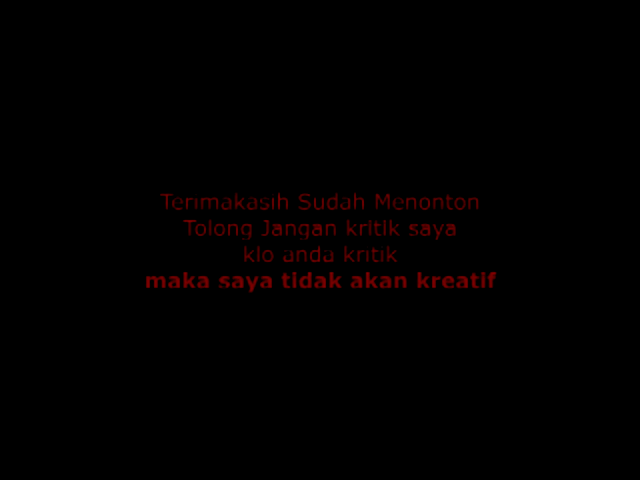 Terimakasih Sudah Menonton
Tolong Jangan kritik saya
klo anda kritik
maka saya tidak akan kreatif